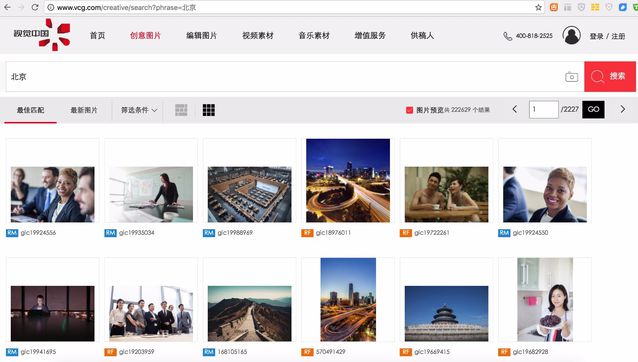 www.vcg.com/creative/search?phrase=北京
视觉中国 首页 创意图片 编辑图片 视频素材 音乐素材 增值服务 供稿人 400-818-2525 登录 / 注册
北京 搜索
最佳匹配 最新图片 筛选条件 图片预览 共 222629 个结果 1 /2227 GO
RM gic19924556 RM gic19935034 RM gic19988969 RF gic18976011 RF gic19722261 RM gic19924550
RM gic19941695 RF gic19203959 RM 168105165 RF 570491429 RF gic19669415 RF gic19682928